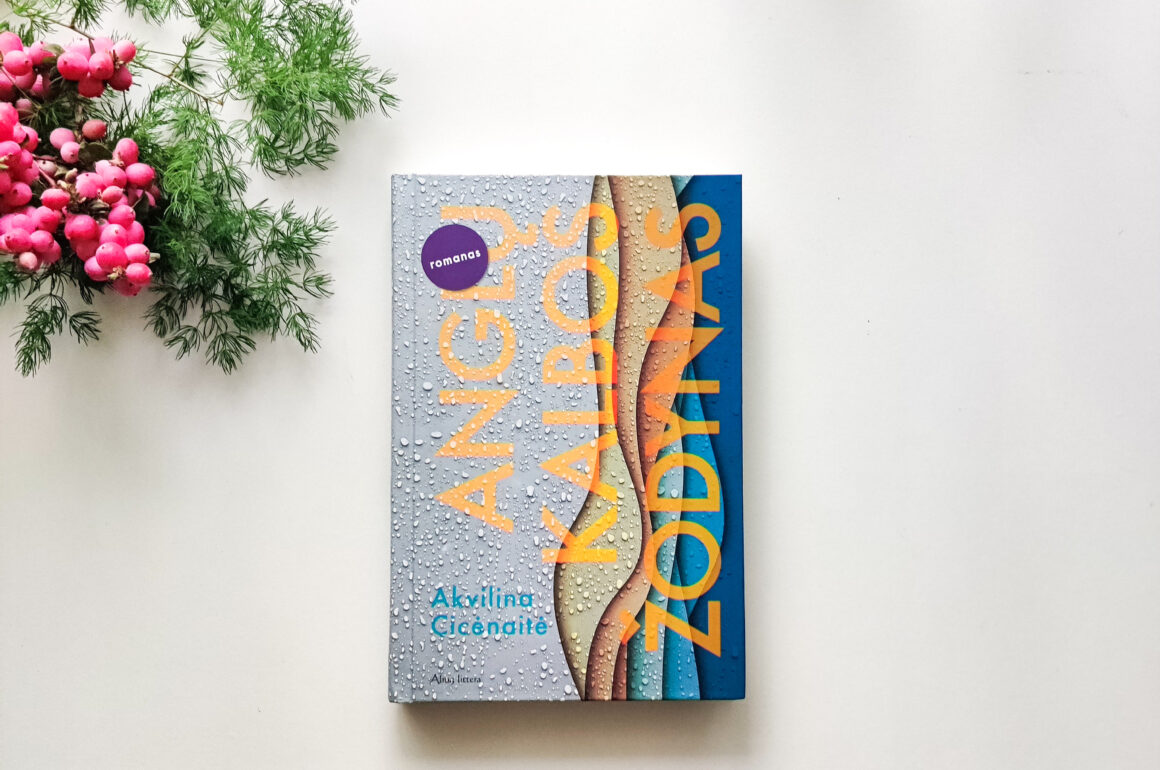 romanas
ANGLŲ
KALBOS
ŽODYNAS
Akvilina
Cicėnaitė
Alma littera